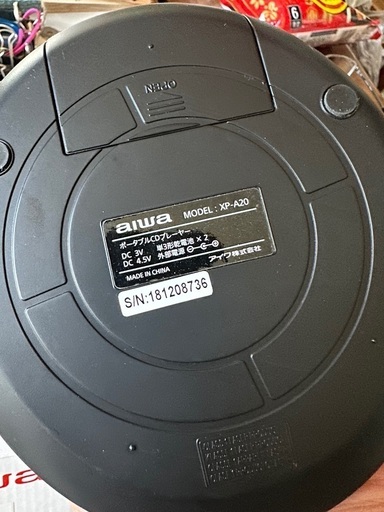 OPEN
aiwa MODEL : XP-A20
ポータブルCDプレーヤー
DC 3V 単3形乾電池 × 2
DC 4.5V 外部電源
アイワ株式会社
MADE IN CHINA
S/N:181208736
6